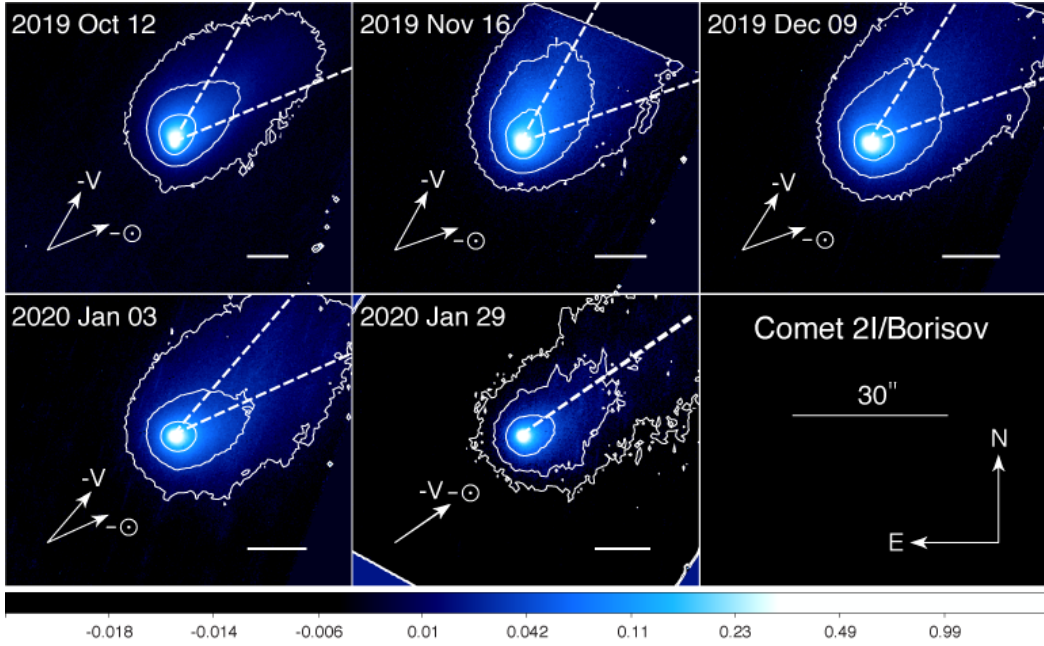 2019 Oct 12
-V
-⊙
2019 Nov 16
-V
-⊙
2019 Dec 09
-V
-⊙
2020 Jan 03
-V
-⊙
2020 Jan 29
-V -⊙
Comet 2I/Borisov
30"
N
E
-0.018 -0.014 -0.006 0.01 0.042 0.11 0.23 0.49 0.99